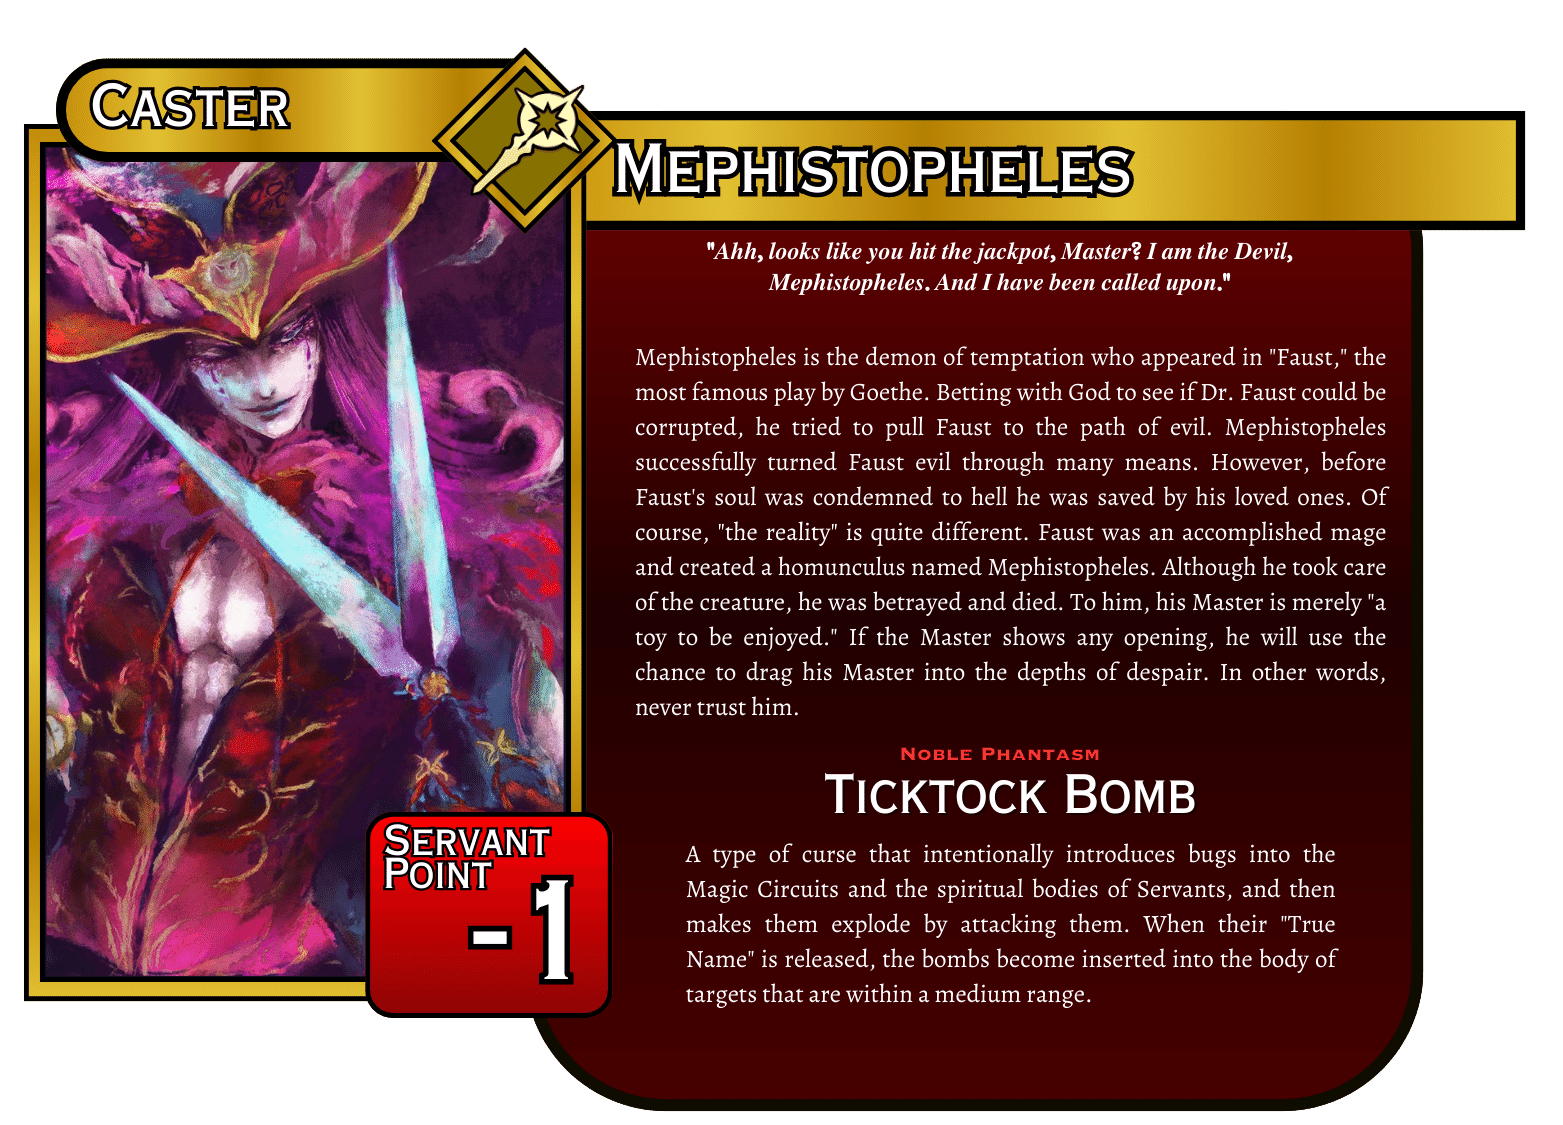 CASTER
MEPHISTOPHELES
"Ahh, looks like you hit the jackpot, Master? I am the Devil,
Mephistopheles. And I have been called upon."
Mephistopheles is the demon of temptation who appeared in "Faust," the
most famous play by Goethe. Betting with God to see if Dr. Faust could be
corrupted, he tried to pull Faust to the path of evil. Mephistopheles
successfully turned Faust evil through many means. However, before
Faust's soul was condemned to hell he was saved by his loved ones. Of
course, "the reality" is quite different. Faust was an accomplished mage
and created a homunculus named Mephistopheles. Although he took care
of the creature, he was betrayed and died. To him, his Master is merely "a
toy to be enjoyed." If the Master shows any opening, he will use the
chance to drag his Master into the depths of despair. In other words,
never trust him.
NOBLE PHANTASM
TICKTOCK BOMB
A type of curse that intentionally introduces bugs into the
Magic Circuits and the spiritual bodies of Servants, and then
makes them explode by attacking them. When their "True
Name" is released, the bombs become inserted into the body of
targets that are within a medium range.
SERVANT
POINT
-1